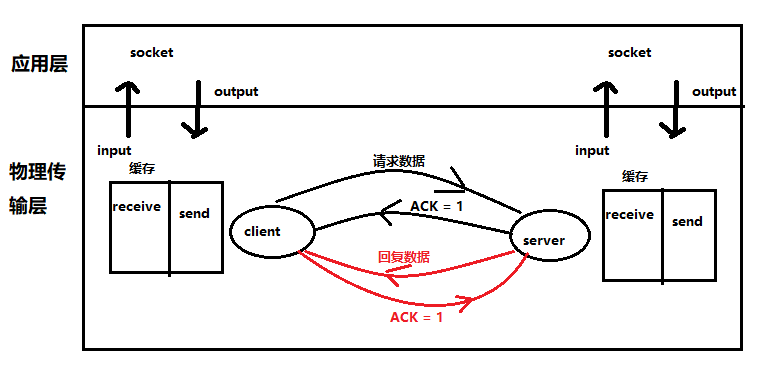 应用层
socket
socket
output
output
input
input
物理传
输层
缓存
缓存
receive
send
receive
send
请求数据
ACK = 1
client
server
回复数据
ACK = 1